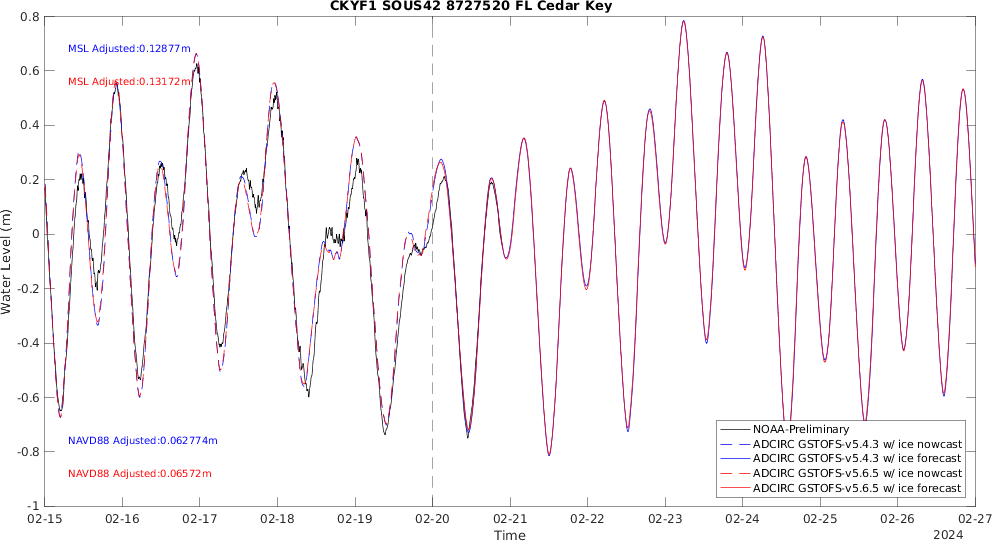 CKYF1 SOUS42 8727520 FL Cedar Key
0.8
0.6
0.4
0.2
0
-0.2
-0.4
-0.6
-0.8
-1
Water Level (m)
MSL Adjusted:0.12877m
MSL Adjusted:0.13172m
NAVD88 Adjusted:0.062774m
NAVD88 Adjusted:0.06572m
NOAA-Preliminary
ADCIRC GSTOFS-v5.4.3 w/ ice nowcast
ADCIRC GSTOFS-v5.4.3 w/ ice forecast
ADCIRC GSTOFS-v5.6.5 w/ ice nowcast
ADCIRC GSTOFS-v5.6.5 w/ ice forecast
02-15 02-16 02-17 02-18 02-19 02-20 02-21 02-22 02-23 02-24 02-25 02-26 02-27
Time
2024